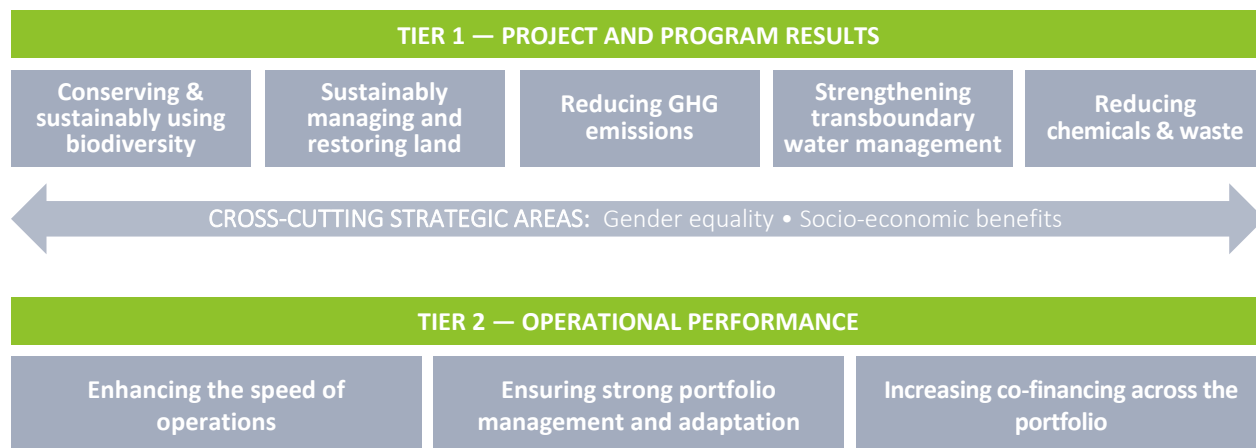 TIER 1 — PROJECT AND PROGRAM RESULTS
Conserving &
sustainably using
biodiversity
Sustainably
managing and
restoring land
Reducing GHG
emissions
Strengthening
transboundary
water management
Reducing
chemicals & waste
CROSS-CUTTING STRATEGIC AREAS: Gender equality • Socio-economic benefits
TIER 2 — OPERATIONAL PERFORMANCE
Enhancing the speed of
operations
Ensuring strong portfolio
management and adaptation
Increasing co-financing across the
portfolio